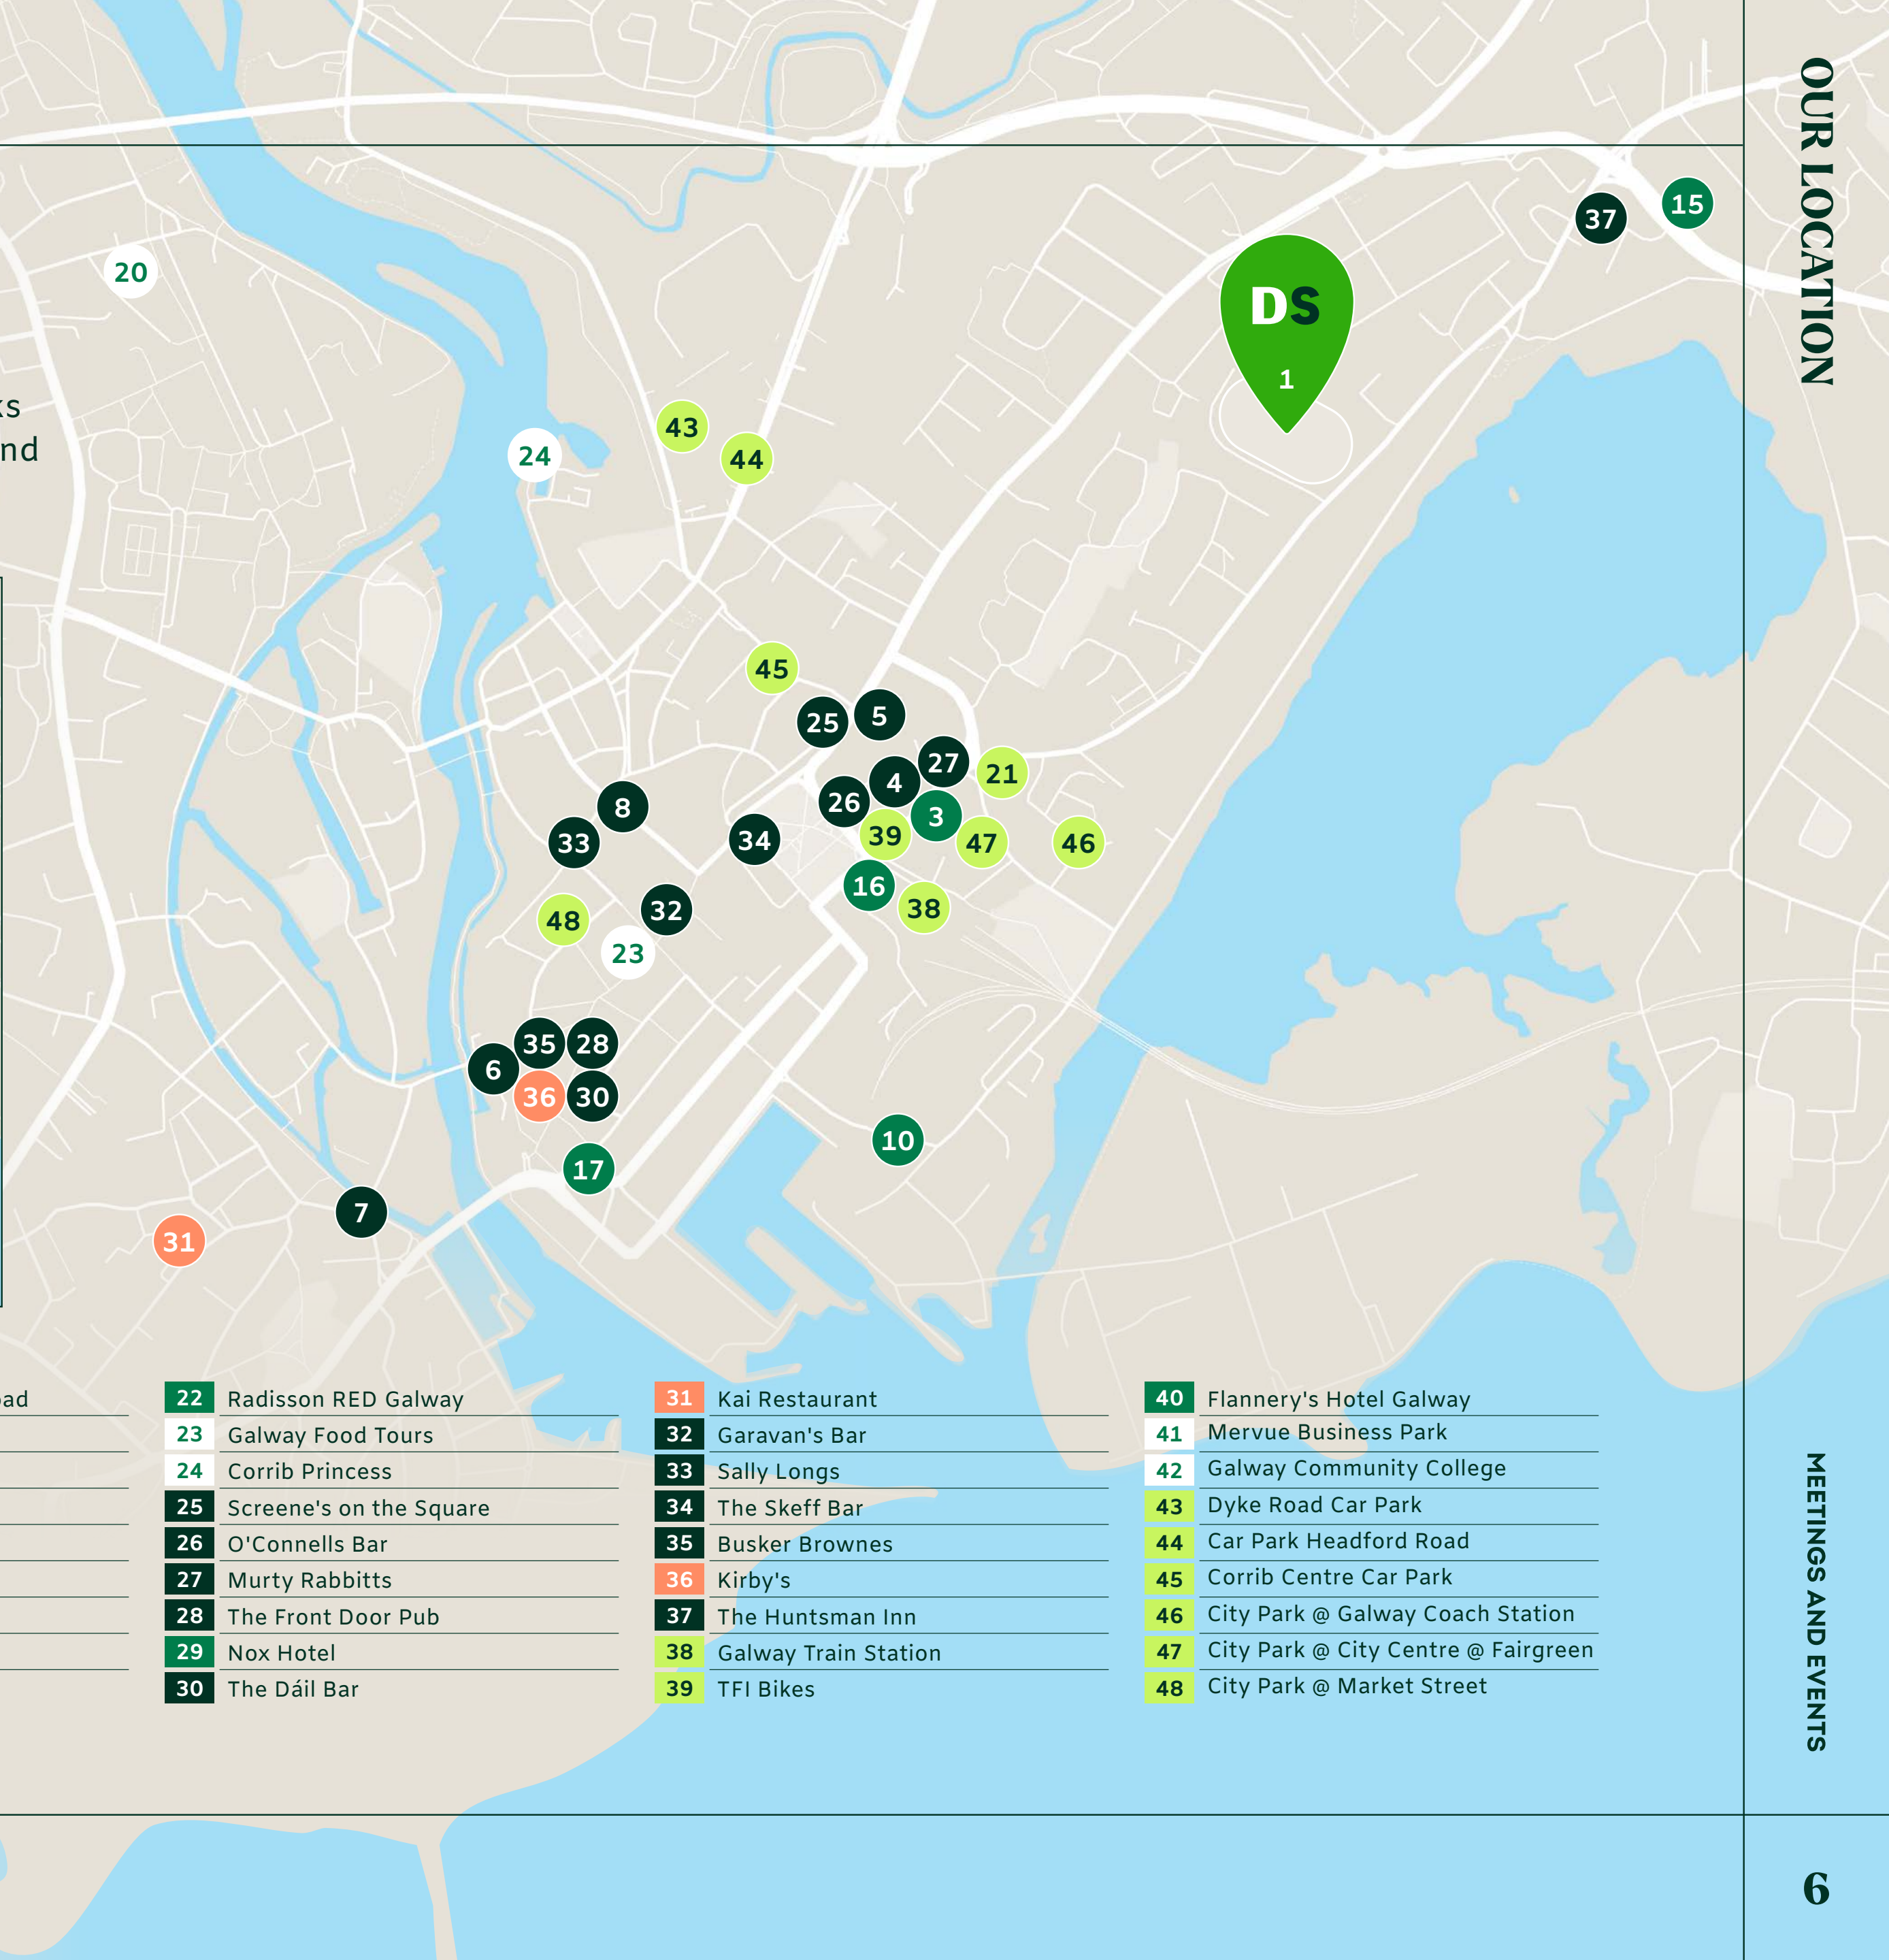 OUR LOCATION
37
15
20
DS
1
ks
nd
43
44
24
45
25
5
27
21
4
26
3
8
39
47
46
33
34
16
32
38
48
23
35
28
6
36
30
10
17
7
31
oad
22 Radisson RED Galway
23 Galway Food Tours
24 Corrib Princess
25 Screene's on the Square
26 O'Connells Bar
27 Murty Rabbitts
28 The Front Door Pub
29 Nox Hotel
30 The Dáil Bar
31 Kai Restaurant
32 Garavan's Bar
33 Sally Longs
34 The Skeff Bar
35 Busker Brownes
36 Kirby's
37 The Huntsman Inn
38 Galway Train Station
39 TFI Bikes
40 Flannery's Hotel Galway
41 Mervue Business Park
42 Galway Community College
43 Dyke Road Car Park
44 Car Park Headford Road
45 Corrib Centre Car Park
46 City Park @ Galway Coach Station
47 City Park @ City Centre @ Fairgreen
48 City Park @ Market Street
MEETINGS AND EVENTS
6